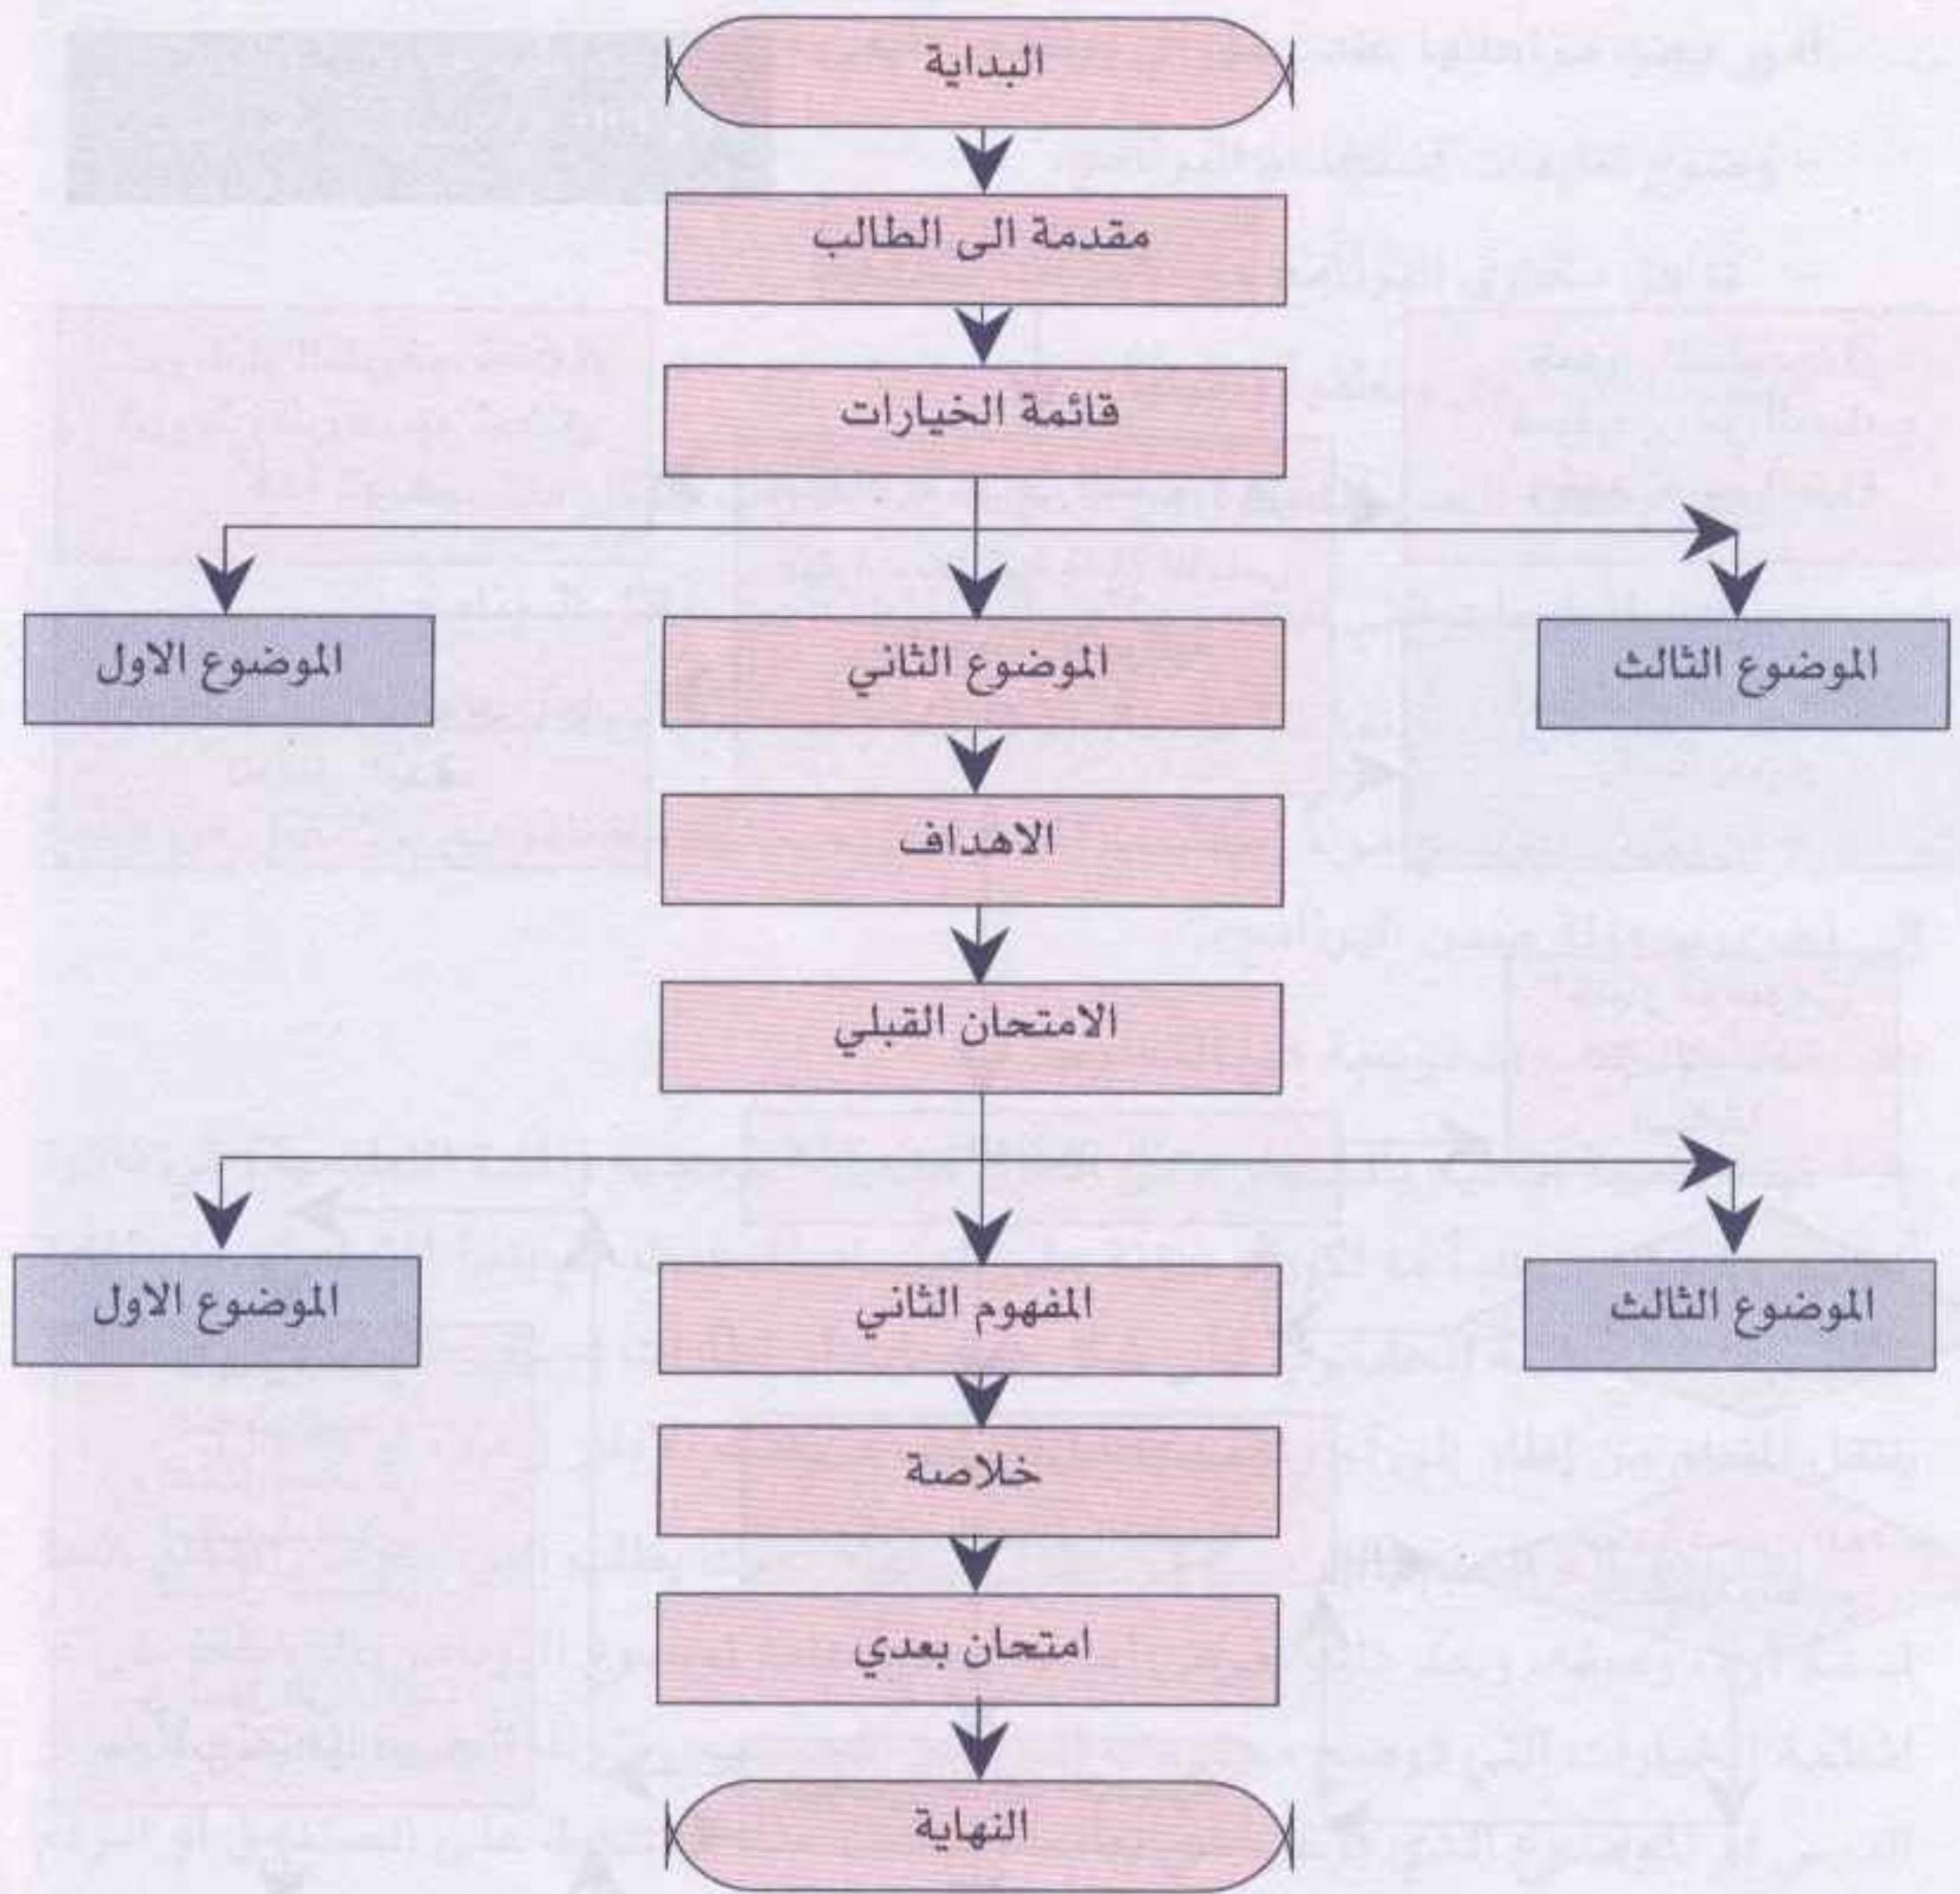 البداية
مقدمة الى الطالب
قائمة الخيارات
الموضوع الثالث
الموضوع الثاني
الموضوع الاول
الاهداف
الامتحان القبلي
الموضوع الثالث
المفهوم الثاني
الموضوع الاول
خلاصة
امتحان بعدي
النهاية